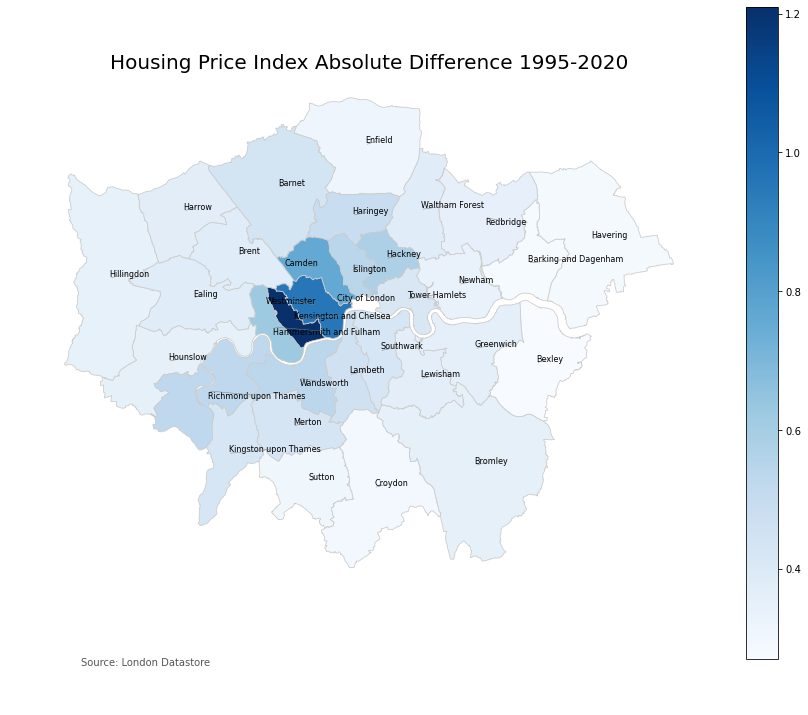 Housing Price Index Absolute Difference 1995-2020
1.2
1.0
0.8
0.6
0.4
Enfield
Barnet
Harrow
Haringey
Waltham Forest
Redbridge
Havering
Brent
Hackney
Camden
Islington
Barking and Dagenham
Hillingdon
Newham
Ealing
Tower Hamlets
City of London
Westminster
Kensington and Chelsea
Hammersmith and Fulham
Southwark
Greenwich
Hounslow
Bexley
Lambeth
Lewisham
Wandsworth
Richmond upon Thames
Merton
Kingston upon Thames
Bromley
Sutton
Croydon
Source: London Datastore